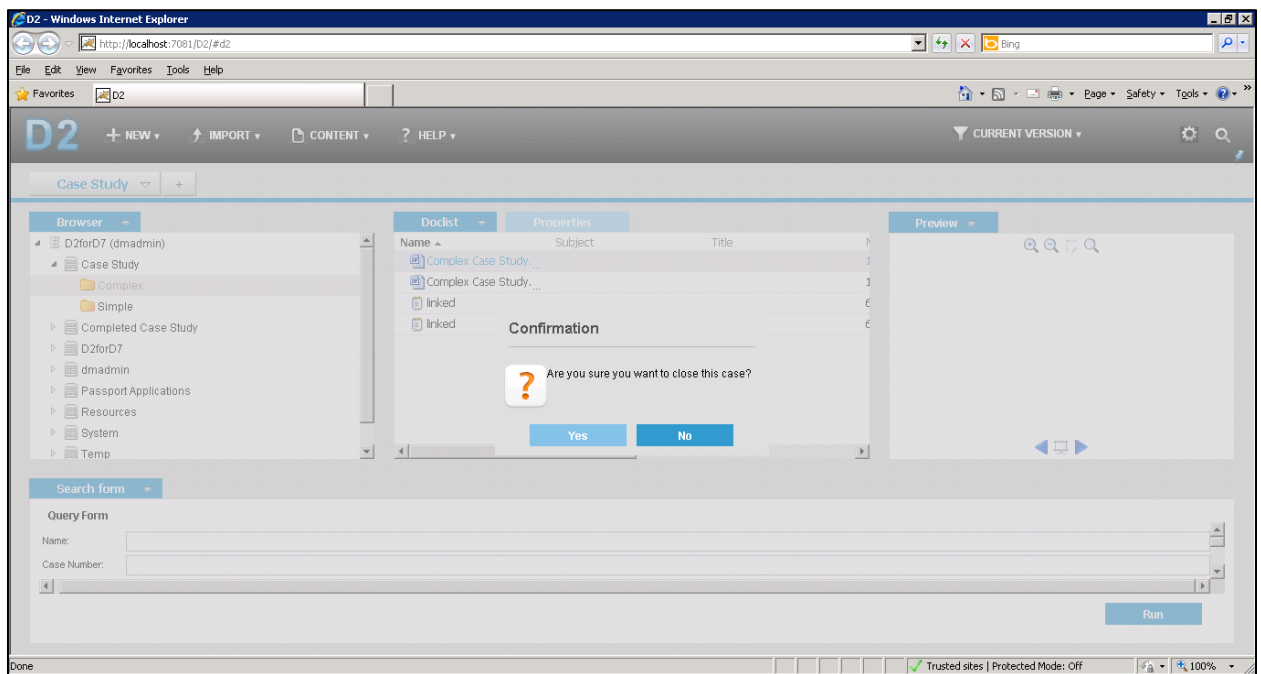 D2 - Windows Internet Explorer
http://localhost:7081/D2/#d2
Bing
File Edit View Favorites Tools Help
Favorites D2 Page Safety Tools
D2 NEW IMPORT CONTENT ? HELP CURRENT VERSION
Case Study +
Browser Doclist Properties Preview
D2forD7 (dmadmin) Name Subject Title
Case Study Complex Case Study....
Complex Complex Case Study....
Simple linked
Completed Case Study linked
D2forD7
dmadmin
Passport Applications
Resources
System
Temp
Confirmation
Are you sure you want to close this case?
Yes No
Search form
Query Form
Name:
Case Number:
Run
Done Trusted sites | Protected Mode: Off 100%